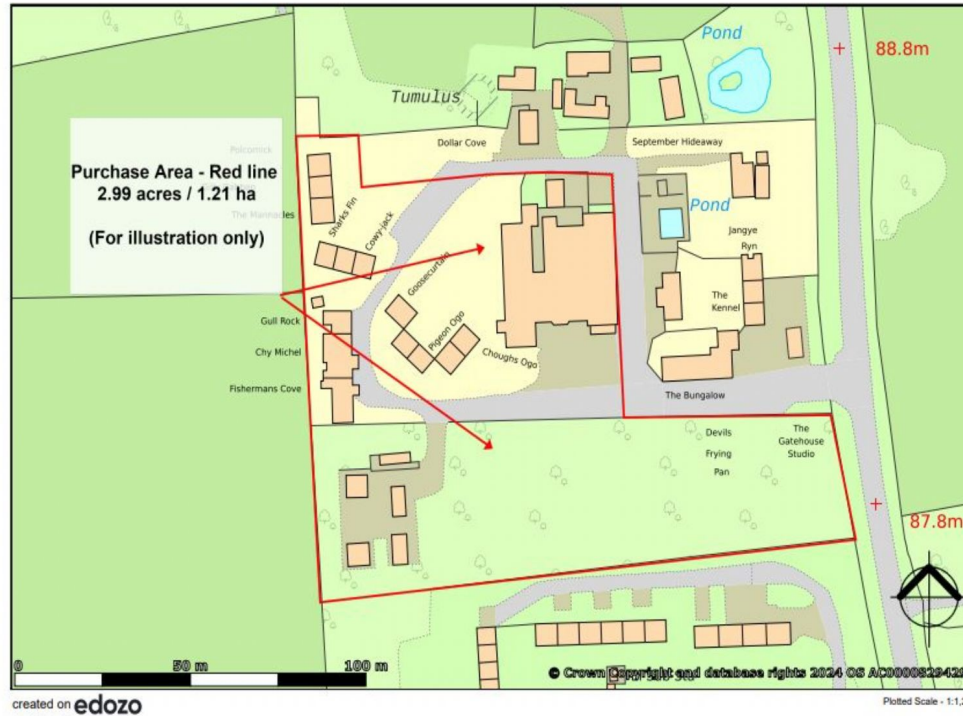 Pond
88.8m
Tumulus
Dollar Cove
September Hideaway
Polcornick
Purchase Area - Red line
2.99 acres / 1.21 ha
The Mannacles
(For illustration only)
Sharks Fin
Cowy-jack
Pond
Jangye
Ryn
Goosecurtain
The
Kennel
Gull Rock
Pigeon Ogo
Chy Michel
Choughs Ogo
Fishermans Cove
The Bungalow
Devils
Frying
Pan
The
Gatehouse
Studio
87.8m
0 50 m 100 m
created on edozo
Plotted Scale -